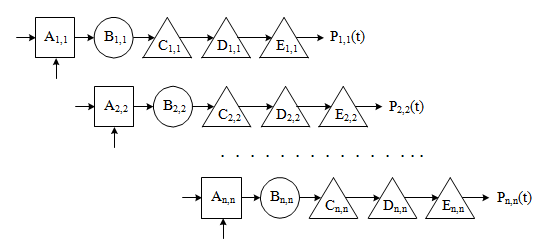 A1,1 B1,1 C1,1 D1,1 E1,1 P1,1(t)
A2,2 B2,2 C2,2 D2,2 E2,2 P2,2(t)
. . . . . . . . . . . . . . .
An,n Bn,n Cn,n Dn,n En,n Pn,n(t)